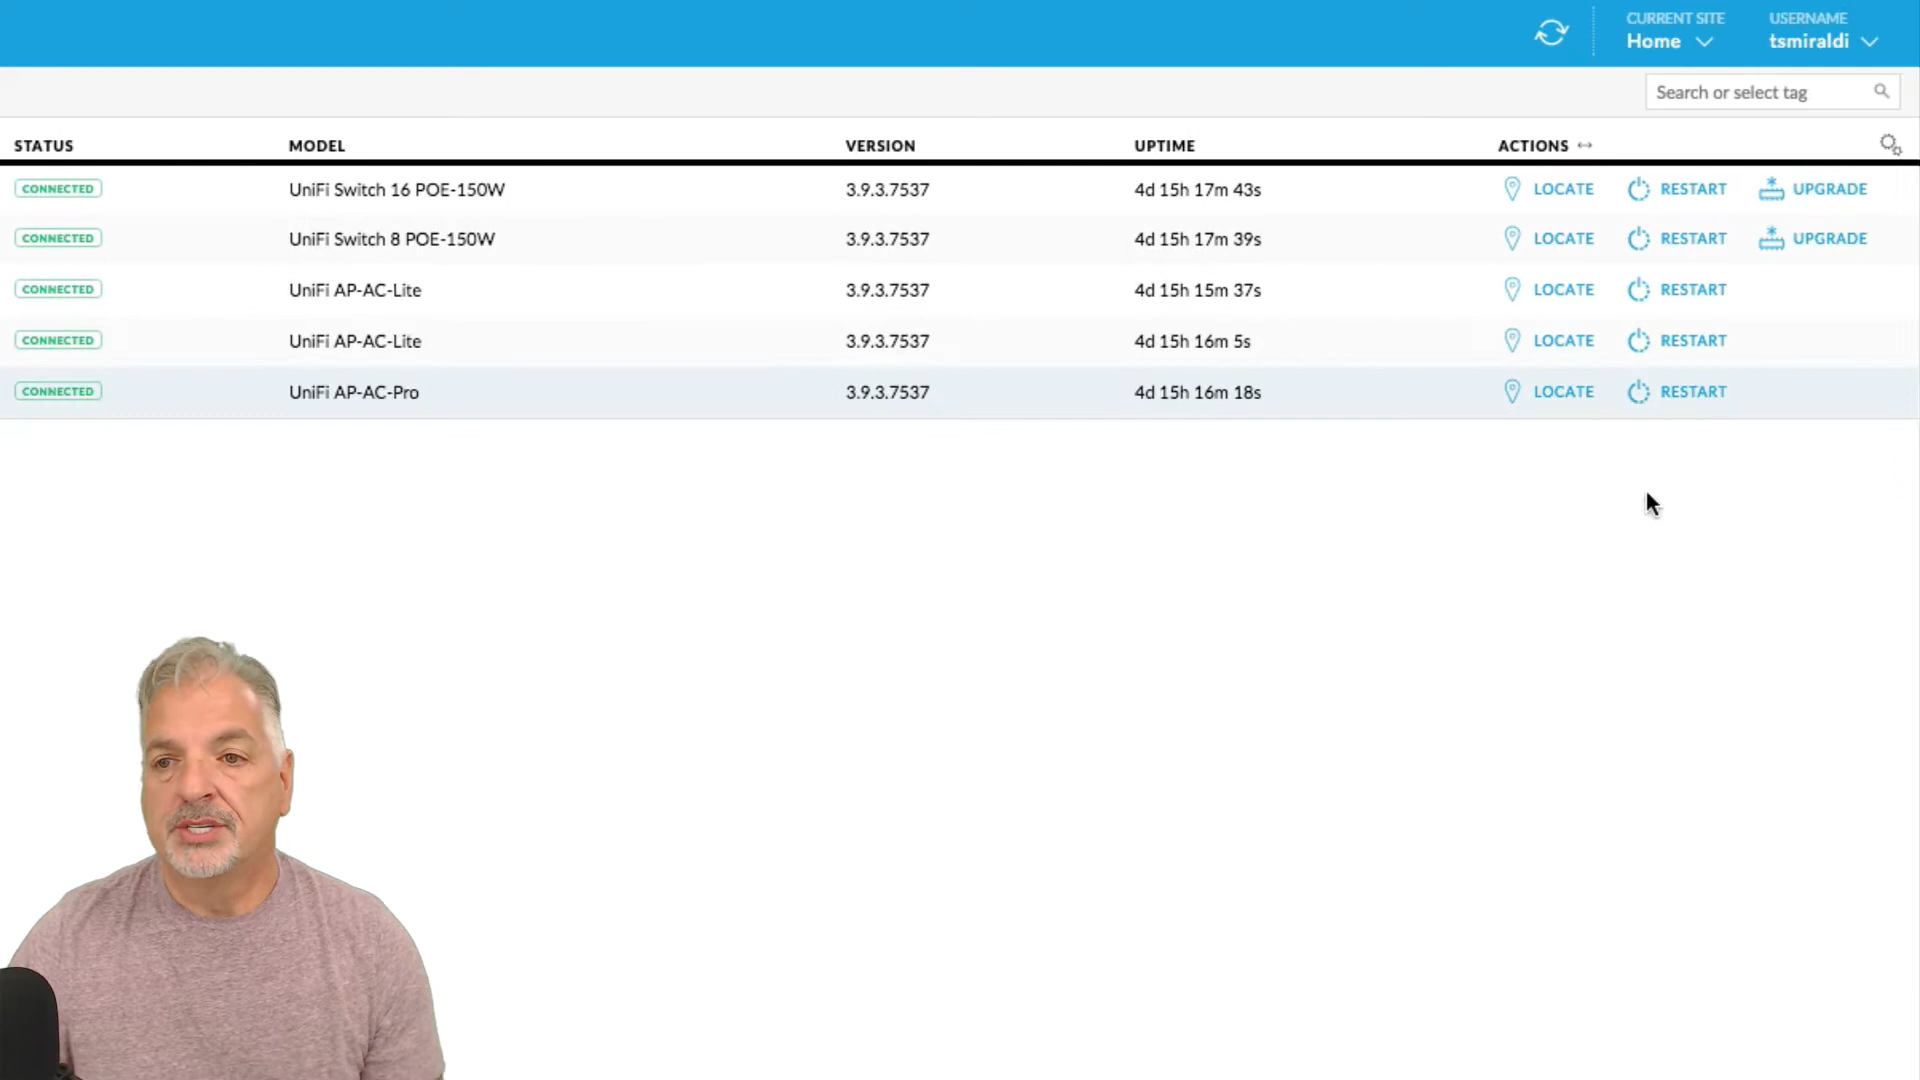 CURRENT SITE
Home
USERNAME
tsmiraldi
Search or select tag
STATUS MODEL VERSION UPTIME ACTIONS
CONNECTED UniFi Switch 16 POE-150W 3.9.3.7537 4d 15h 17m 43s LOCATE RESTART UPGRADE
CONNECTED UniFi Switch 8 POE-150W 3.9.3.7537 4d 15h 17m 39s LOCATE RESTART UPGRADE
CONNECTED UniFi AP-AC-Lite 3.9.3.7537 4d 15h 15m 37s LOCATE RESTART
CONNECTED UniFi AP-AC-Lite 3.9.3.7537 4d 15h 16m 5s LOCATE RESTART
CONNECTED UniFi AP-AC-Pro 3.9.3.7537 4d 15h 16m 18s LOCATE RESTART